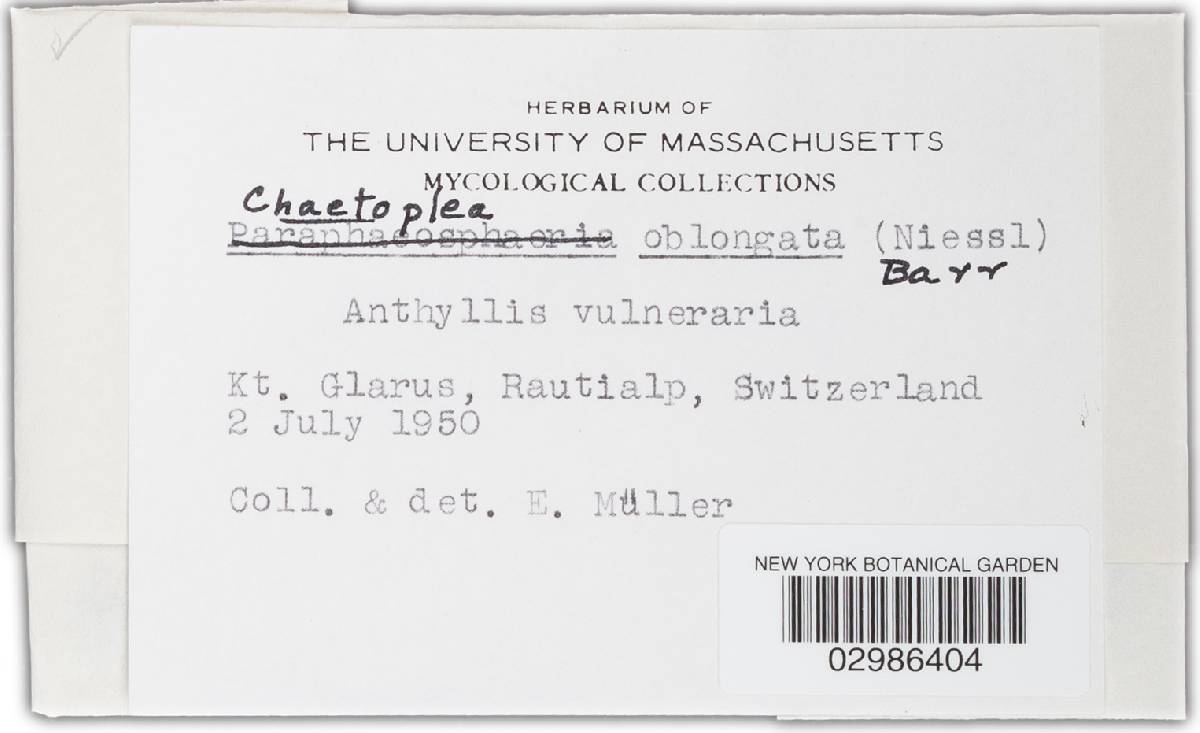 HERBARIUM OF
THE UNIVERSITY OF MASSACHUSETTS
MYCOLOGICAL COLLECTIONS
Chaetoplea
Paraphaeosphaeria oblongata (Niessl)
Barr
Anthyllis vulneraria
Kt. Glarus, Rautialp, Switzerland
2 July 1950
Coll. & det. E. Müller
NEW YORK BOTANICAL GARDEN
02986404